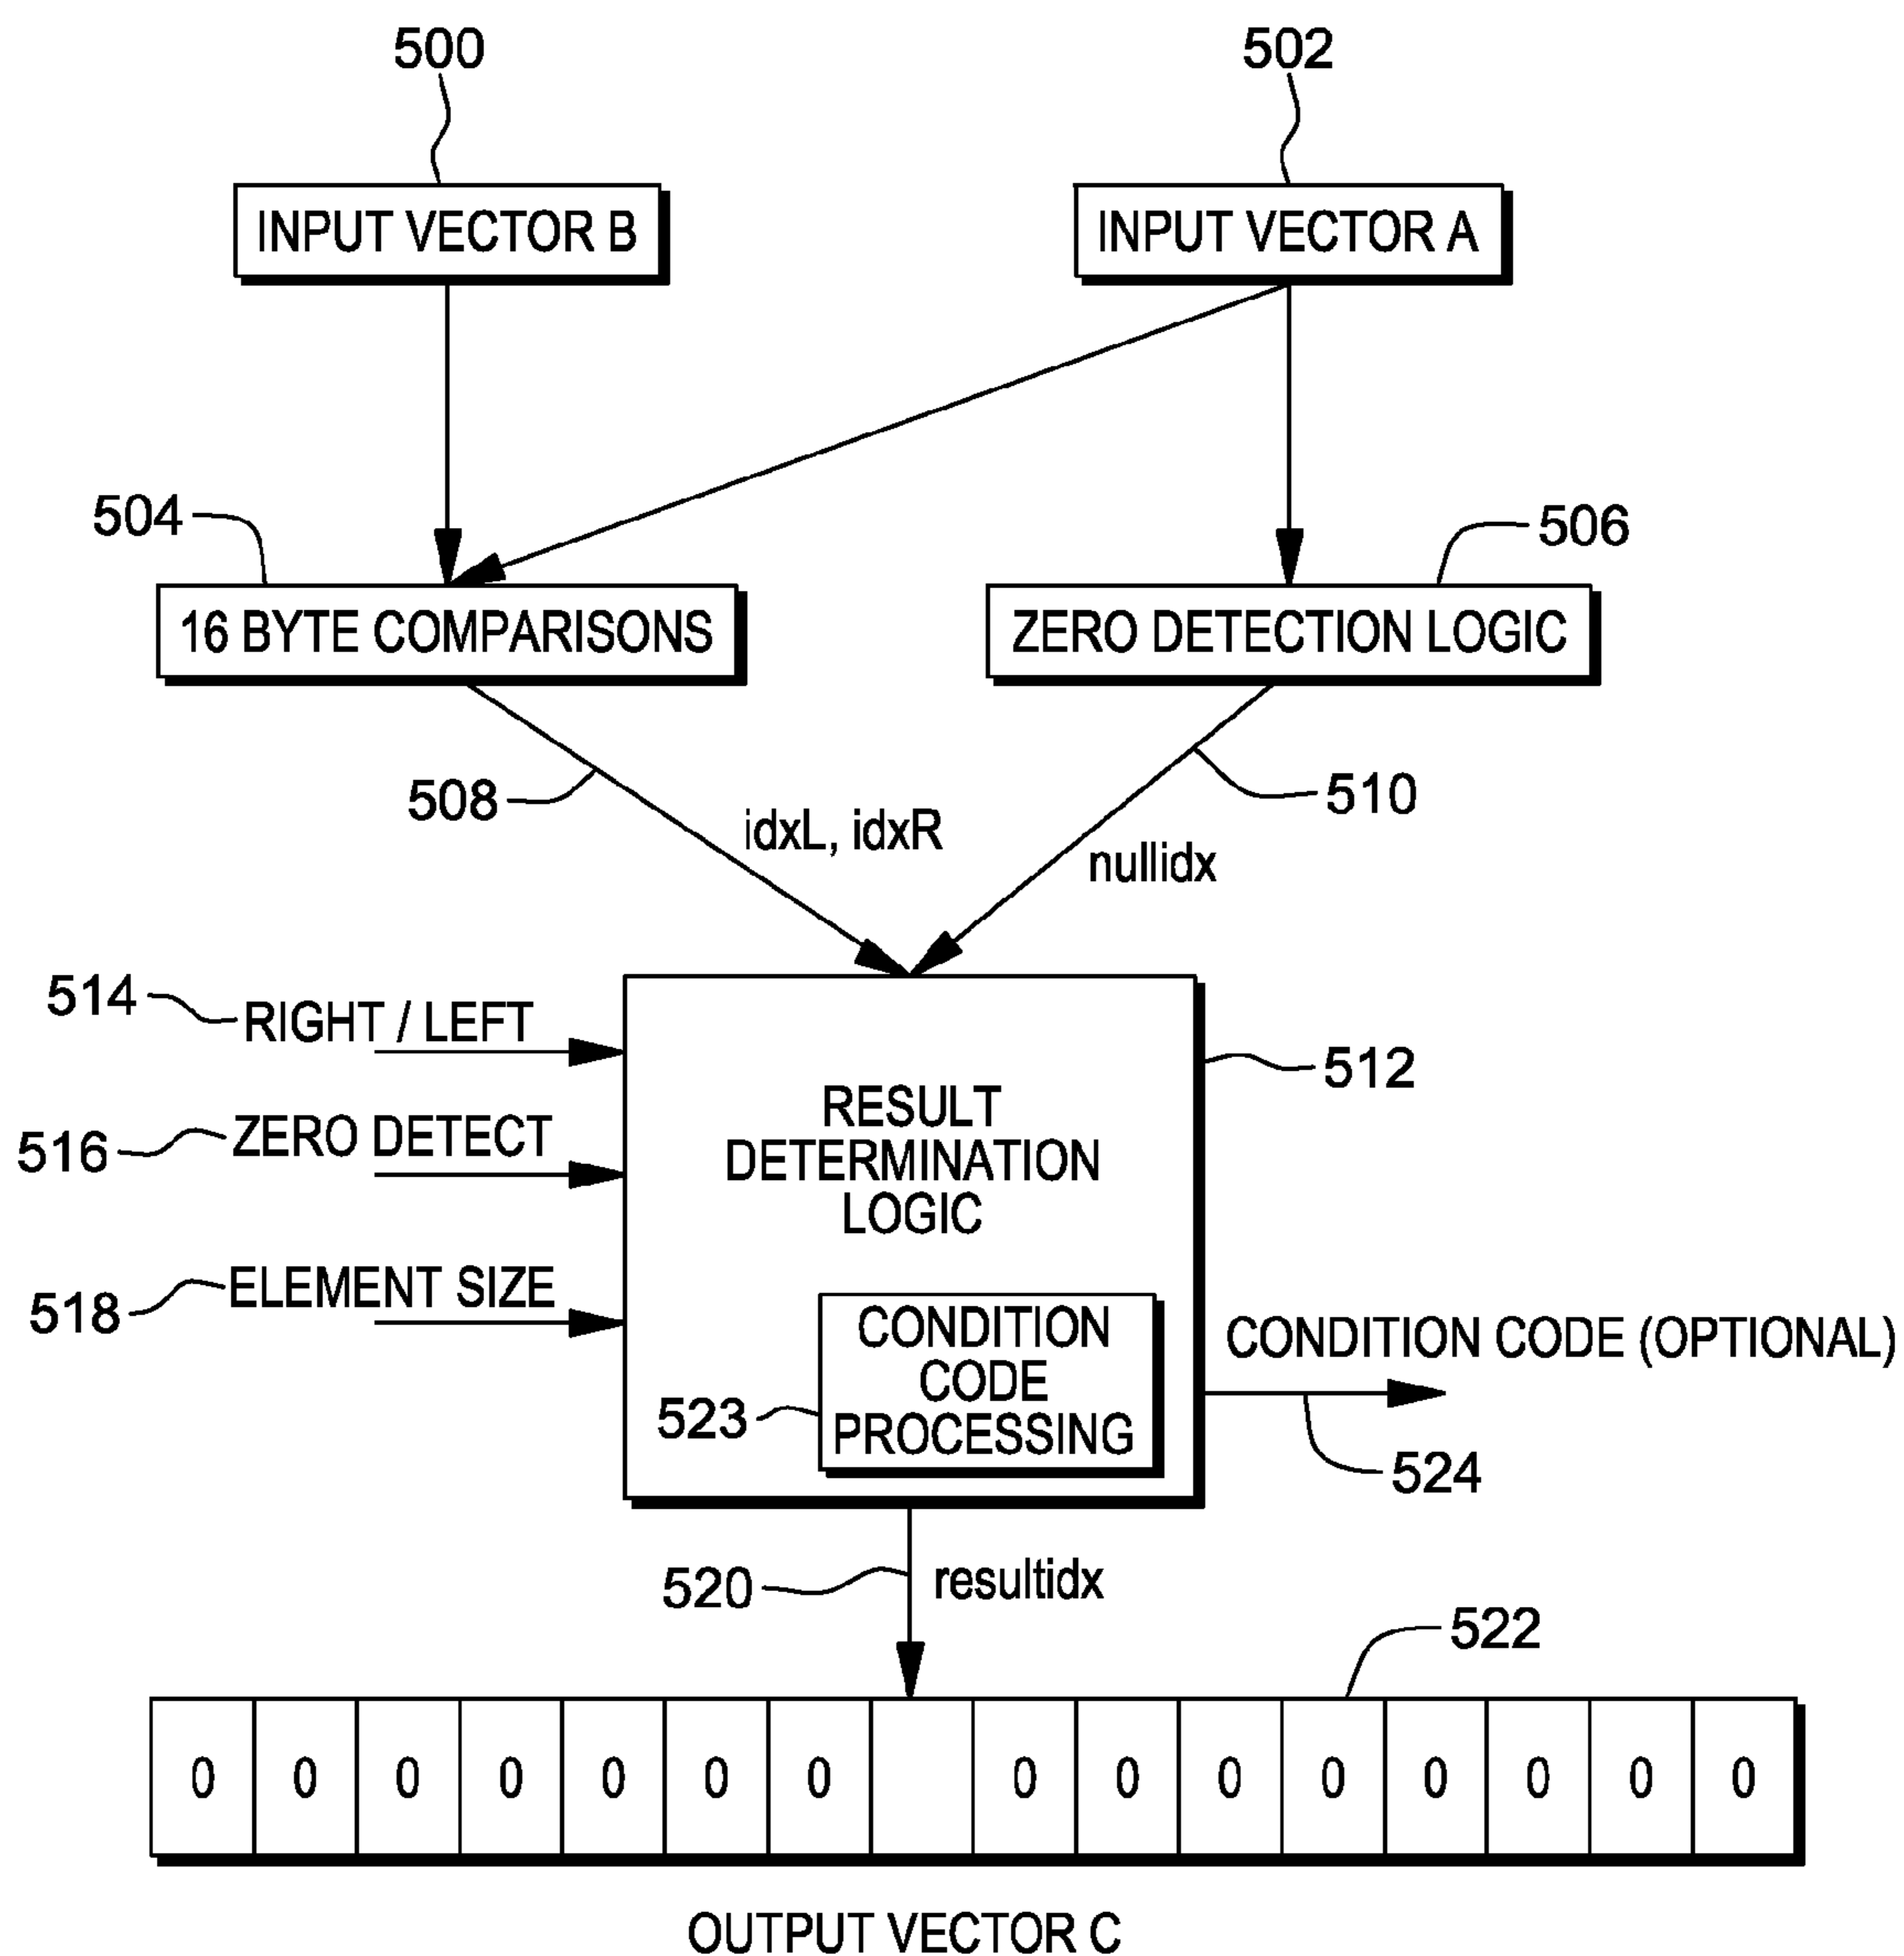 500
502
INPUT VECTOR B
INPUT VECTOR A
504
506
16 BYTE COMPARISONS
ZERO DETECTION LOGIC
508
510
idxL, idxR
nullidx
514
RIGHT / LEFT
512
516
ZERO DETECT
RESULT
DETERMINATION
LOGIC
518
ELEMENT SIZE
CONDITION
CODE
PROCESSING
523
CONDITION CODE (OPTIONAL)
524
520
resultidx
522
0 0 0 0 0 0 0 0 0 0 0 0 0 0 0
OUTPUT VECTOR C